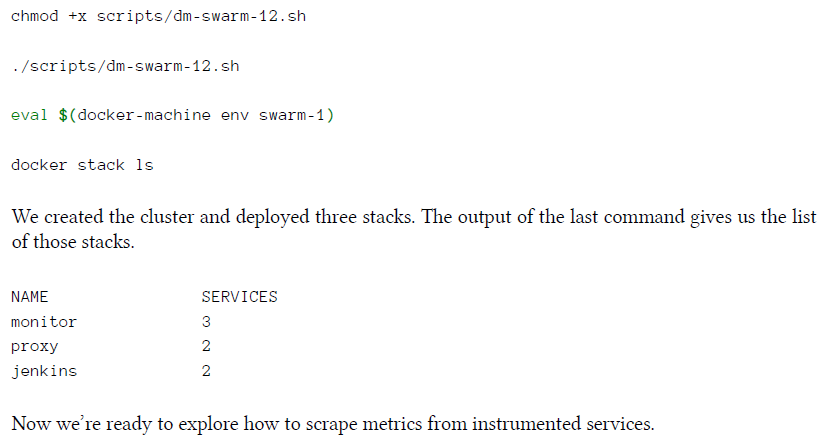 chmod +x scripts/dm-swarm-12.sh
./scripts/dm-swarm-12.sh
eval $(docker-machine env swarm-1)
docker stack ls
We created the cluster and deployed three stacks. The output of the last command gives us the list
of those stacks.
NAME SERVICES
monitor 3
proxy 2
jenkins 2
Now we’re ready to explore how to scrape metrics from instrumented services.